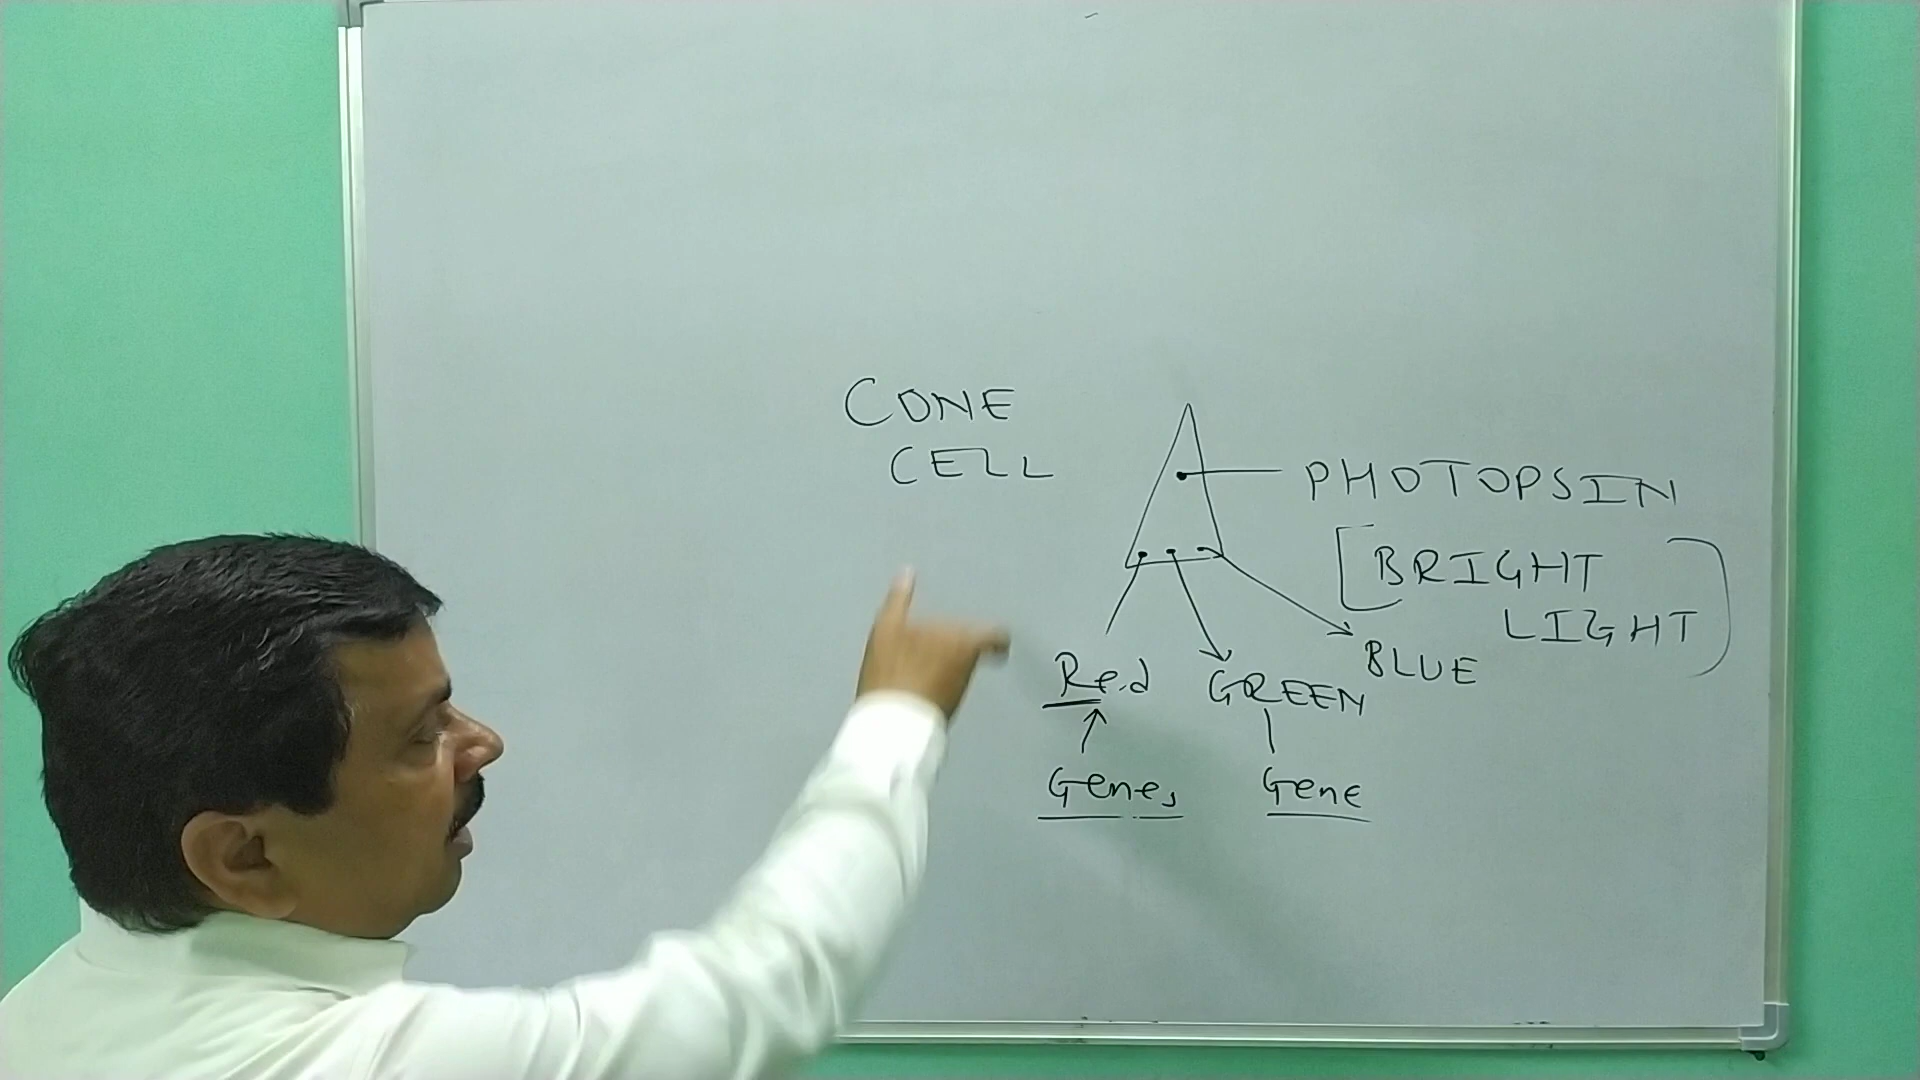 CONE
CELL
PHOTOPSIN
[BRIGHT
LIGHT]
BLUE
Red
GREEN
Genes
Gene